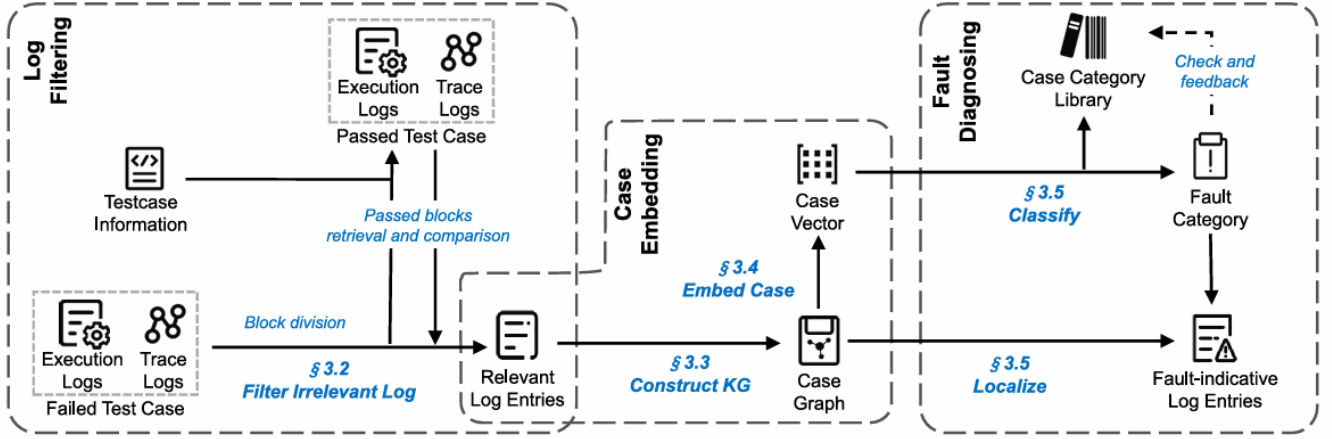 Log
Filtering
Execution
Logs
Trace
Logs
Passed Test Case
</>
Testcase
Information
Passed blocks
retrieval and comparison
Execution
Logs
Trace
Logs
Failed Test Case
Block division
§ 3.2
Filter Irrelevant Log
Relevant
Log Entries
Case
Embedding
Case
Vector
§ 3.4
Embed Case
§ 3.3
Construct KG
Case
Graph
Fault
Diagnosing
Case Category
Library
Check and
feedback
§ 3.5
Classify
Fault
Category
§ 3.5
Localize
Fault-indicative
Log Entries